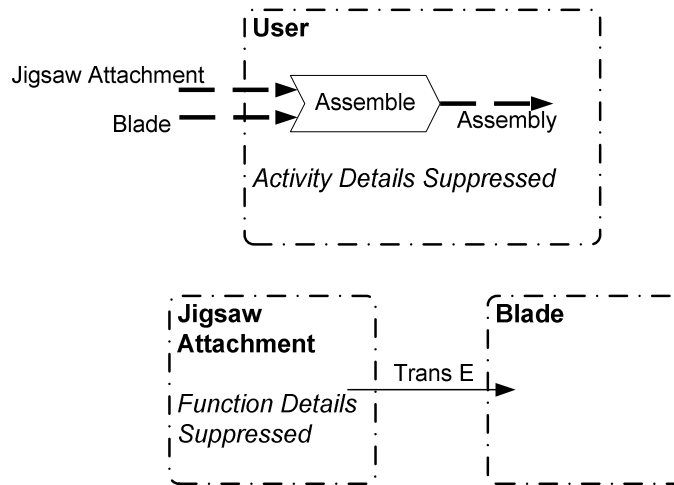 User
Jigsaw Attachment
Assemble
Blade
Assembly
Activity Details Suppressed
Jigsaw
Attachment
Blade
Trans E
Function Details
Suppressed